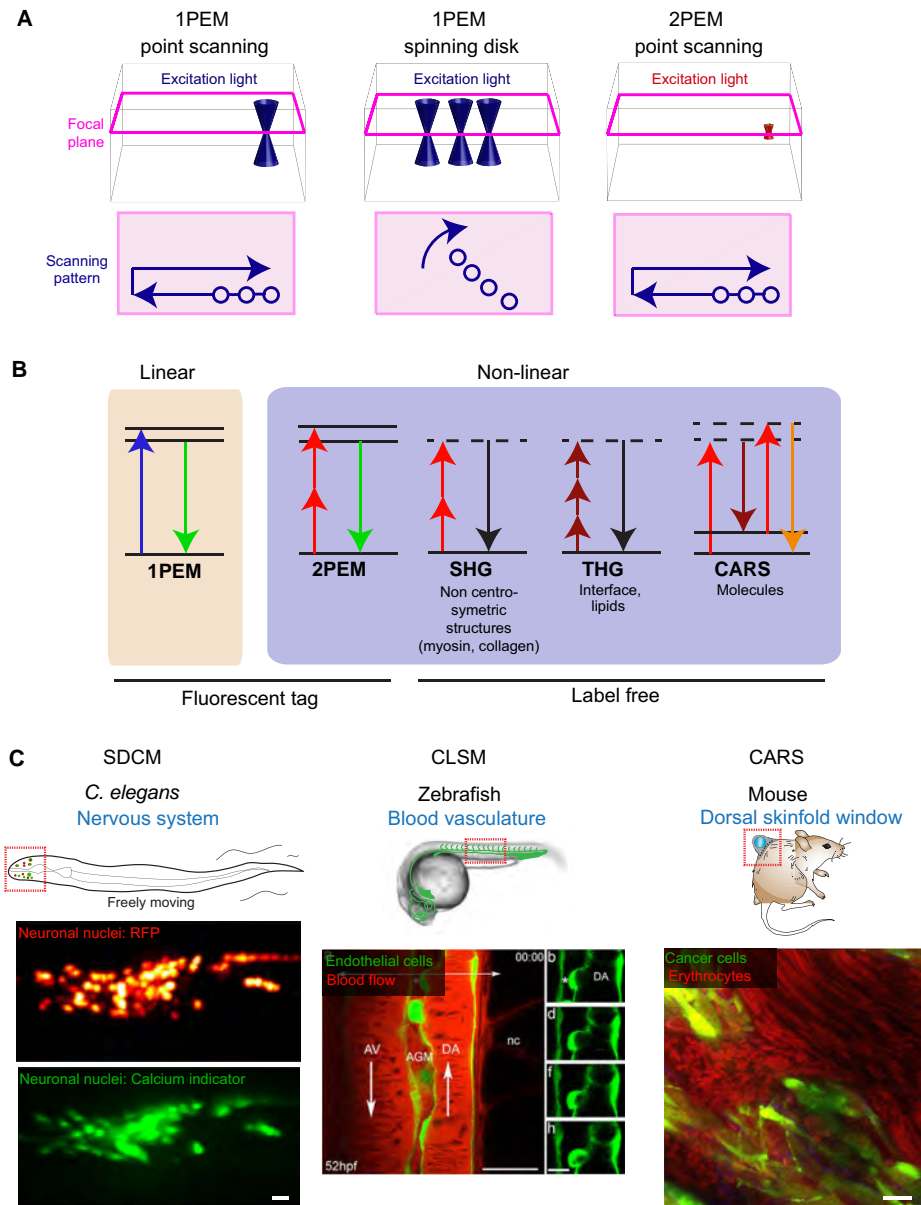 A
1PEM
point scanning
1PEM
spinning disk
2PEM
point scanning
Excitation light
Excitation light
Excitation light
Focal
plane
Scanning
pattern
B
Linear
Non-linear
1PEM
2PEM
SHG
Non centro-
symetric
structures
(myosin, collagen)
THG
Interface,
lipids
CARS
Molecules
Fluorescent tag
Label free
C
SDCM
C. elegans
Nervous system
Freely moving
Neuronal nuclei: RFP
Neuronal nuclei: Calcium indicator
CLSM
Zebrafish
Blood vasculature
Endothelial cells
Blood flow
00:00
AV
AGM
DA
nc
52hpf
b
DA
*
d
f
h
CARS
Mouse
Dorsal skinfold window
Cancer cells
Erythrocytes